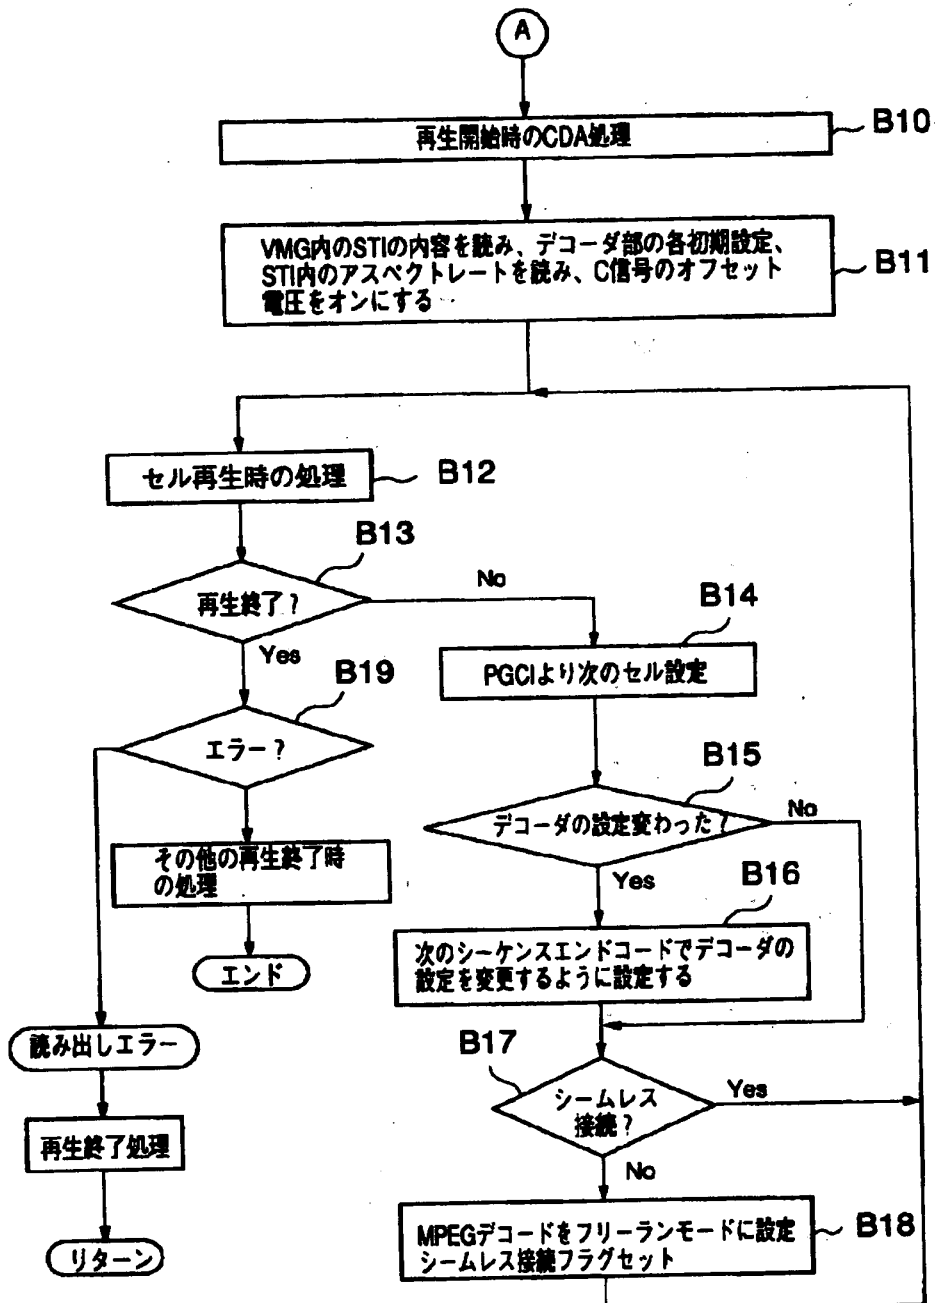 A
再生開始時のCDA処理
B10
VMG内のSTIの内容を読み、デコーダ部の各初期設定、
STI内のアスペクトレートを読み、C信号のオフセット
電圧をオンにする
B11
セル再生時の処理
B12
B13
再生終了?
No
Yes
B14
PGCIより次のセル設定
B19
エラー?
B15
デコーダの設定変わった?
No
Yes
その他の再生終了時
の処理
エンド
B16
次のシーケンスエンドコードでデコーダの
設定を変更するように設定する
読み出しエラー
再生終了処理
リターン
B17
シームレス
接続?
Yes
No
MPEGデコードをフリーランモードに設定
シームレス接続フラグセット
B18